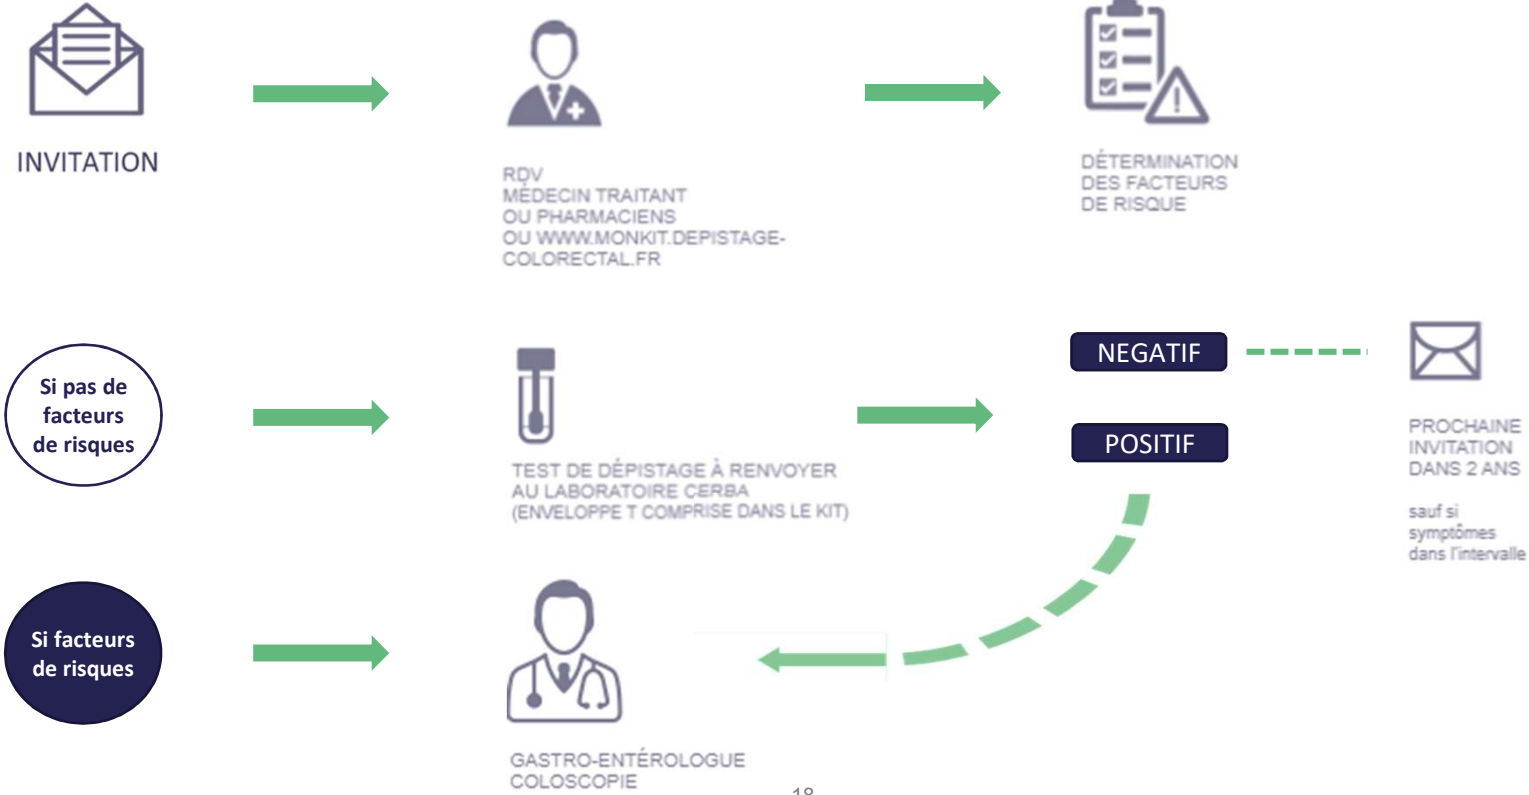 INVITATION
RDV
MÉDECIN TRAITANT
OU PHARMACIENS
OU WWW.MONKIT.DEPISTAGE-
COLORECTAL.FR
DÉTERMINATION
DES FACTEURS
DE RISQUE
Si pas de
facteurs
de risques
TEST DE DÉPISTAGE À RENVOYER
AU LABORATOIRE CERBA
(ENVELOPPE T COMPRISE DANS LE KIT)
NEGATIF
POSITIF
PROCHAINE
INVITATION
DANS 2 ANS
sauf si
symptômes
dans l'intervalle
Si facteurs
de risques
GASTRO-ENTÉROLOGUE
COLOSCOPIE
18